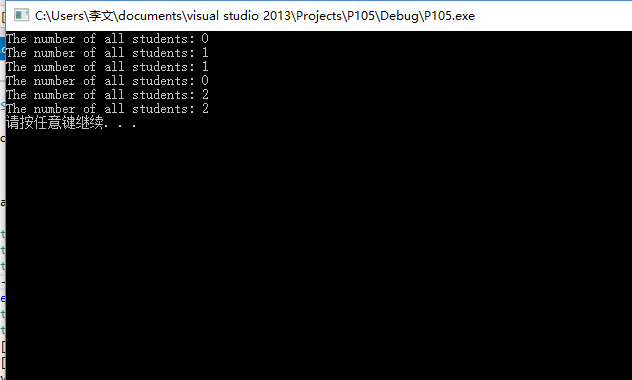 C:\Users\李文\documents\visual studio 2013\Projects\P105\Debug\P105.exe
The number of all students: 0
The number of all students: 1
The number of all students: 1
The number of all students: 0
The number of all students: 2
The number of all students: 2
请按任意键继续. . .